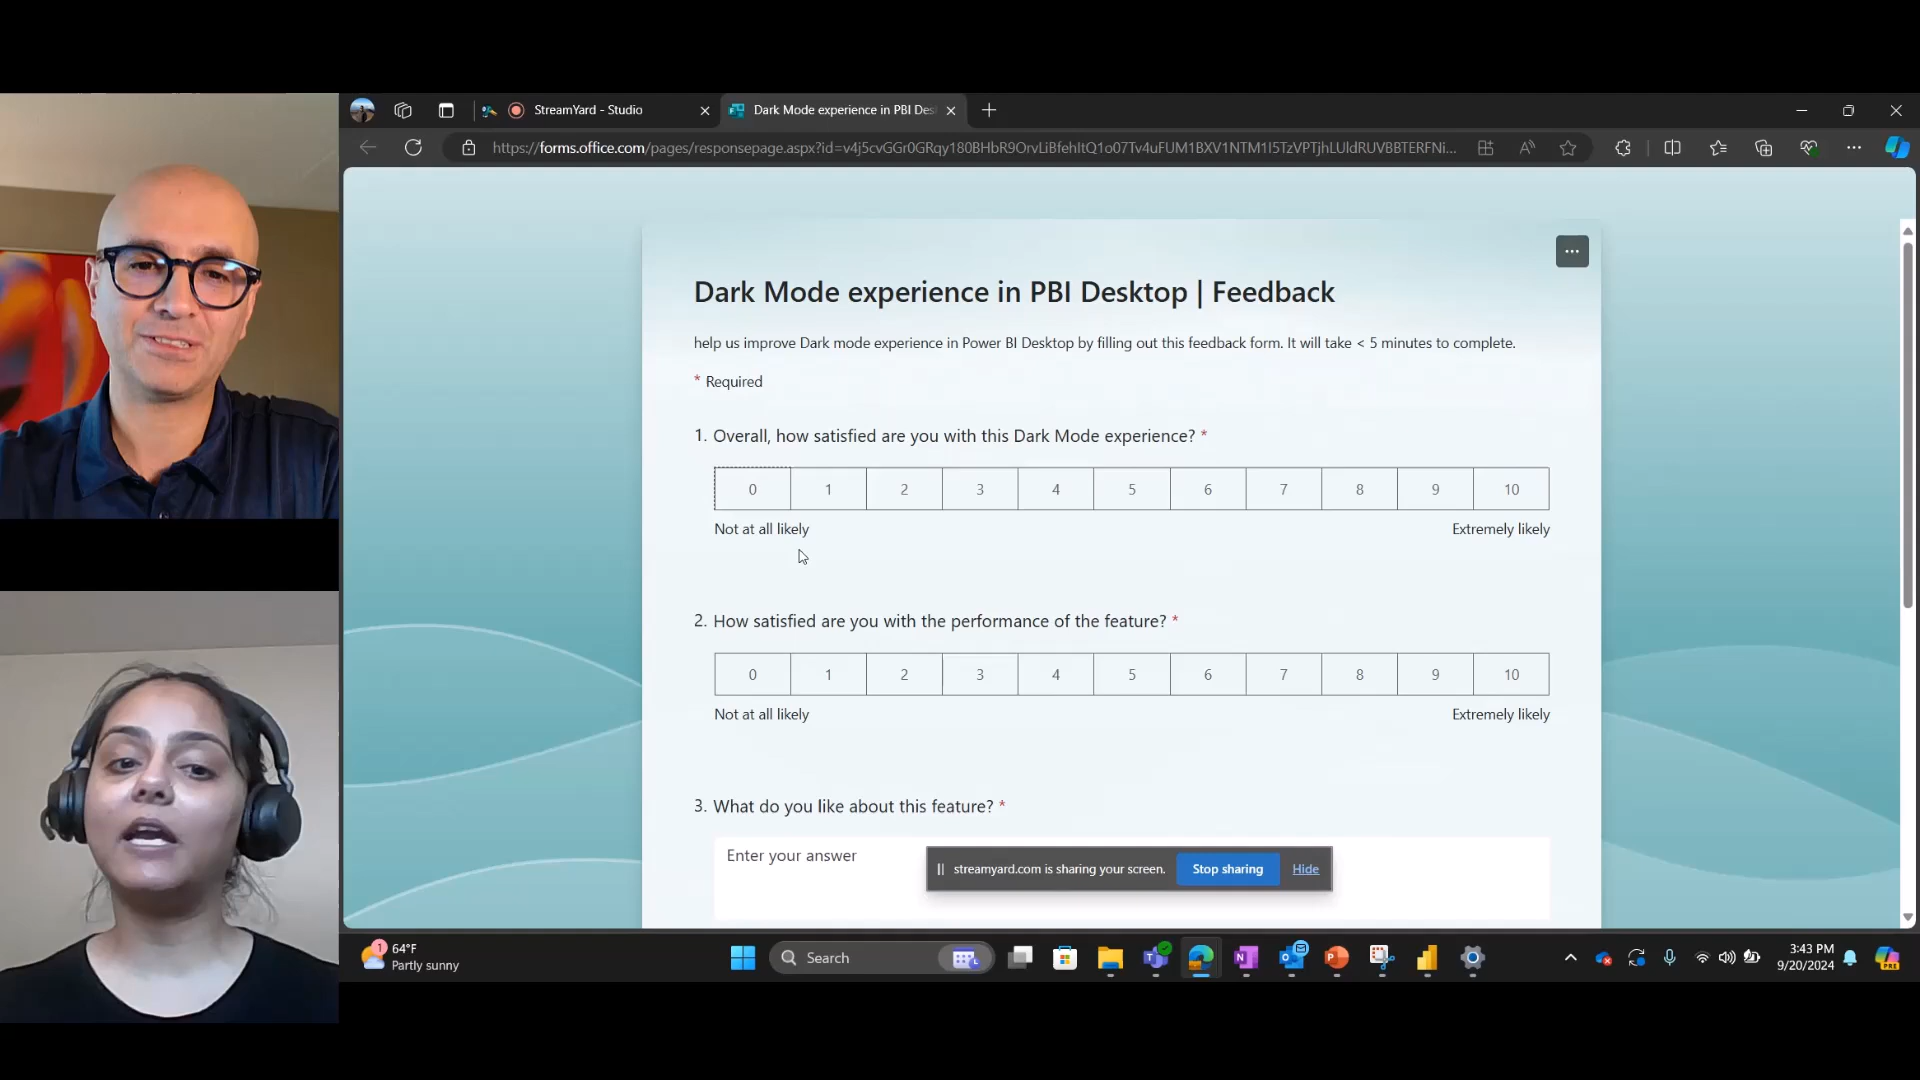 StreamYard - Studio
Dark Mode experience in PBI Des
https://forms.office.com/pages/responsepage.aspx?id=v4j5cvGGr0GRqy180BHbR9OrvLiBfehItQ1o07Tv4uFUM1BXV1NTM1I5TzVPTjhLUldRUVBBTERFNi...
Dark Mode experience in PBI Desktop | Feedback
help us improve Dark mode experience in Power BI Desktop by filling out this feedback form. It will take < 5 minutes to complete.
* Required
1. Overall, how satisfied are you with this Dark Mode experience? *
0 1 2 3 4 5 6 7 8 9 10
Not at all likely Extremely likely
2. How satisfied are you with the performance of the feature? *
0 1 2 3 4 5 6 7 8 9 10
Not at all likely Extremely likely
3. What do you like about this feature? *
Enter your answer
streamyard.com is sharing your screen. Stop sharing Hide
1 64°F
Partly sunny
Search
3:43 PM
9/20/2024
PRE